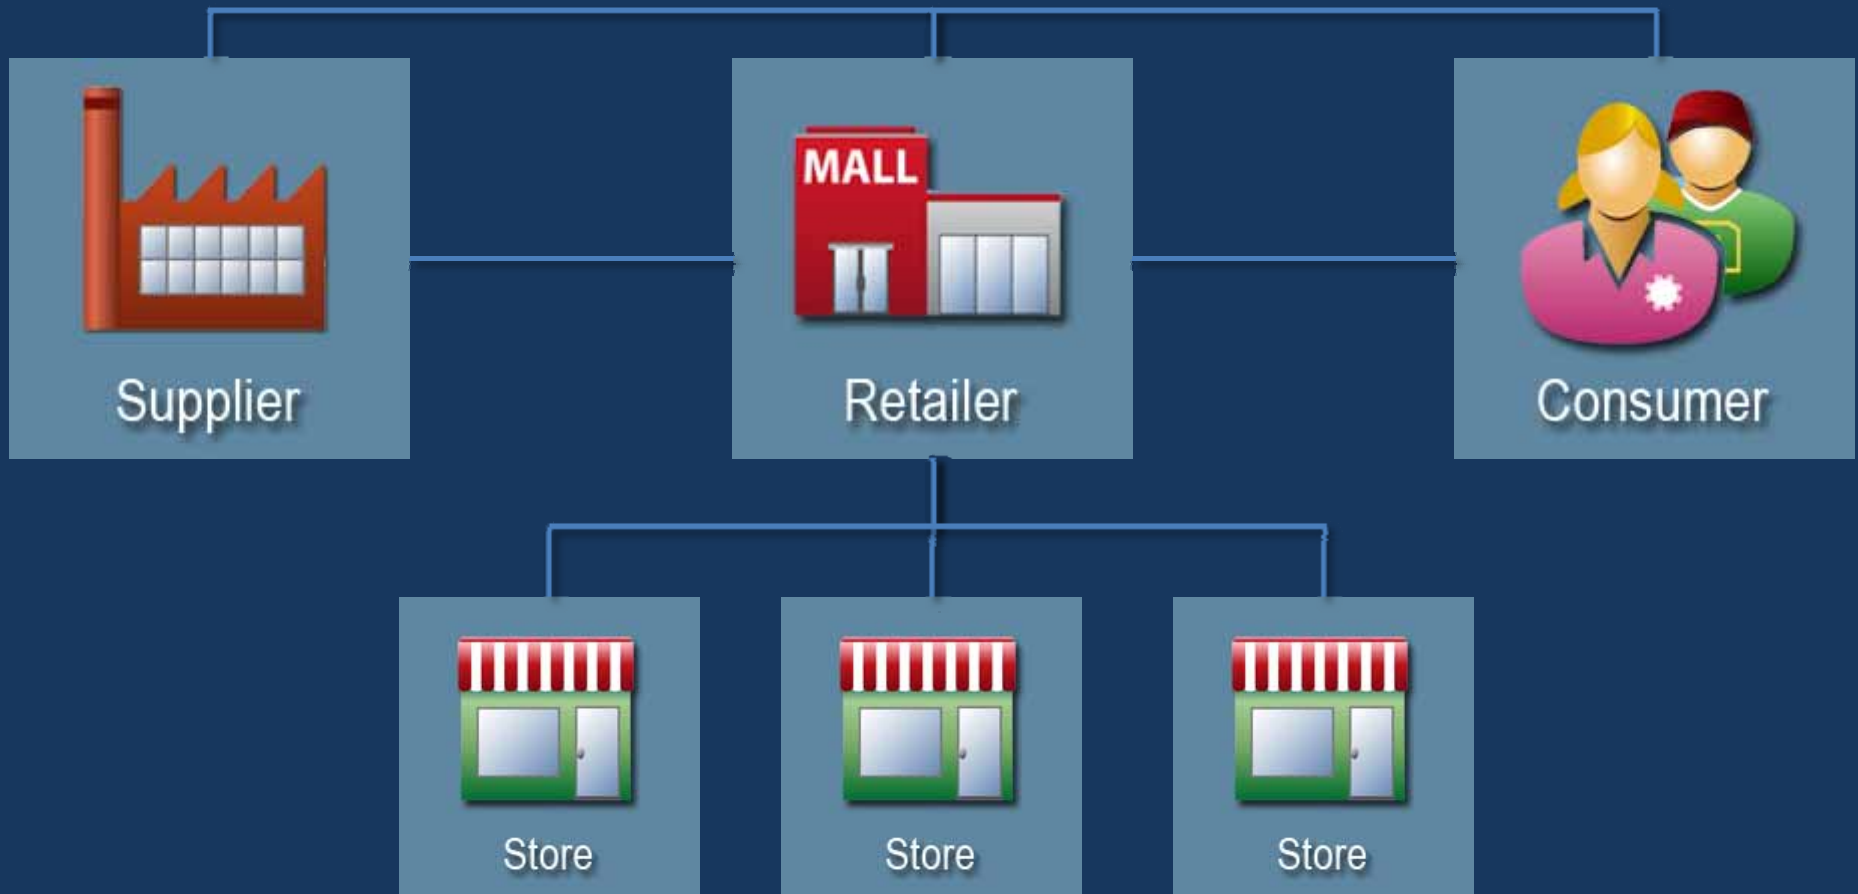 MALL
Supplier
Retailer
Consumer
Store
Store
Store